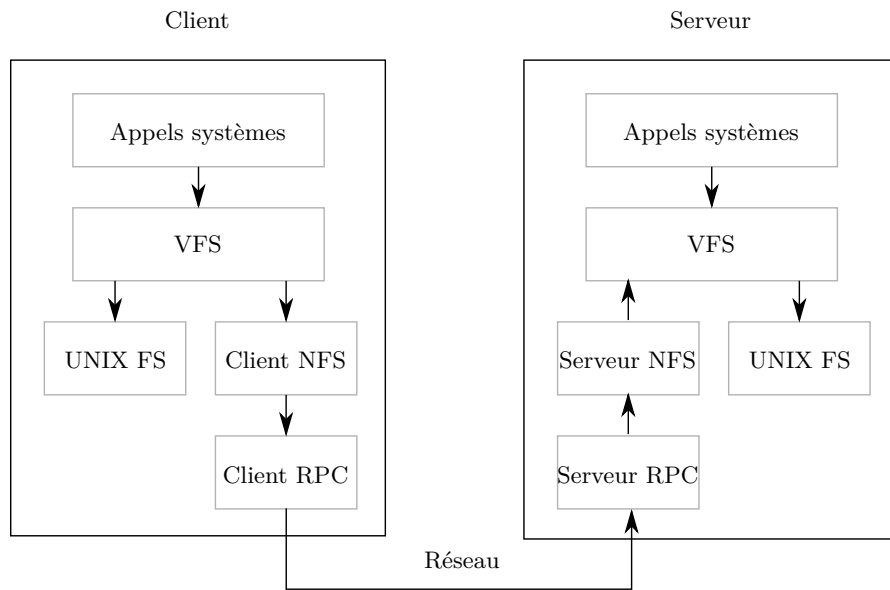 Client
Serveur
Appels systèmes
Appels systèmes
VFS
VFS
UNIX FS
Client NFS
Serveur NFS
UNIX FS
Client RPC
Serveur RPC
Réseau